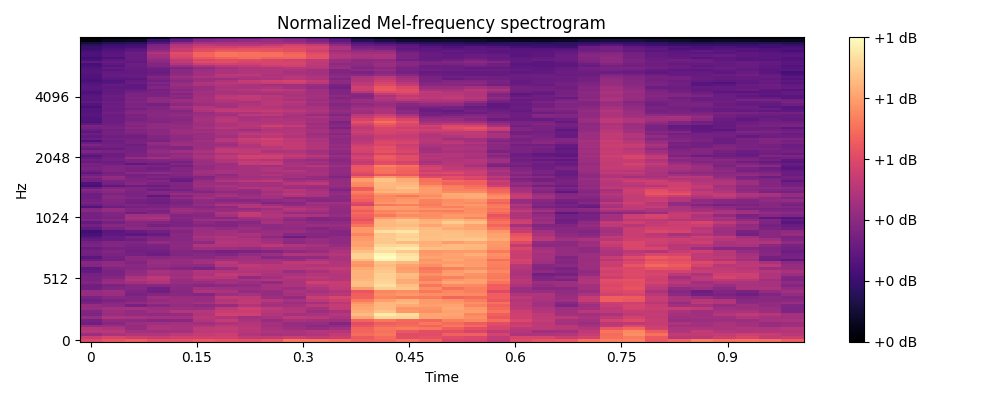 Normalized Mel-frequency spectrogram
Hz
4096
2048
1024
512
0
0 0.15 0.3 0.45 0.6 0.75 0.9
Time
+1 dB
+1 dB
+1 dB
+0 dB
+0 dB
+0 dB